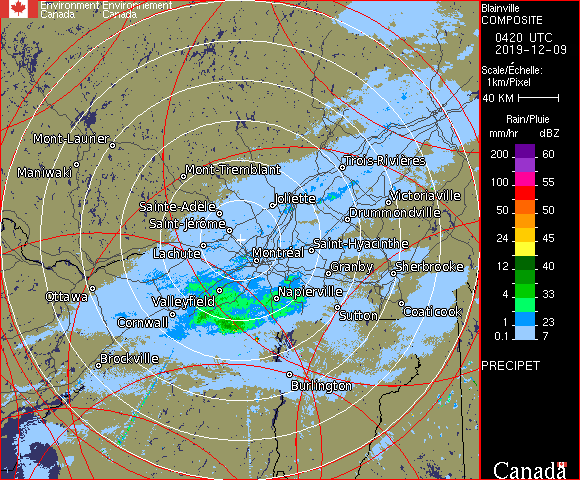 Environment Environnement
Canada Canada
Blainville
COMPOSITE
0420 UTC
2019-12-09
Scale/Échelle:
1km/Pixel
40 KM
Rain/Pluie
mm/hr dBZ
200 60
100 55
50 50
24 45
12 40
8 35
4 33
1 23
0.1 7
PRECIPET
Canada
Mont-Laurier
Maniwaki
Mont-Tremblant
Trois-Rivières
Sainte-Adèle
Joliette
Victoriaville
Drummondville
Saint-Jérôme
Lachute
Montréal
Saint-Hyacinthe
Granby
Sherbrooke
Ottawa
Valleyfield
Napierville
Cornwall
Sutton
Coaticook
Brockville
Burlington